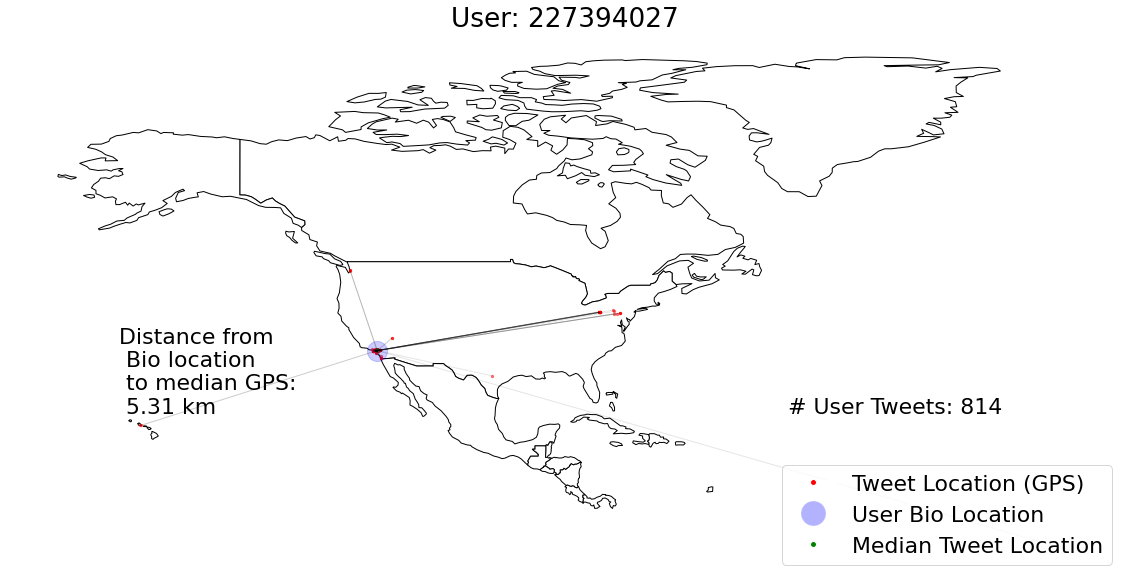 User: 227394027
Distance from
Bio location
to median GPS:
5.31 km
# User Tweets: 814
Tweet Location (GPS)
User Bio Location
Median Tweet Location